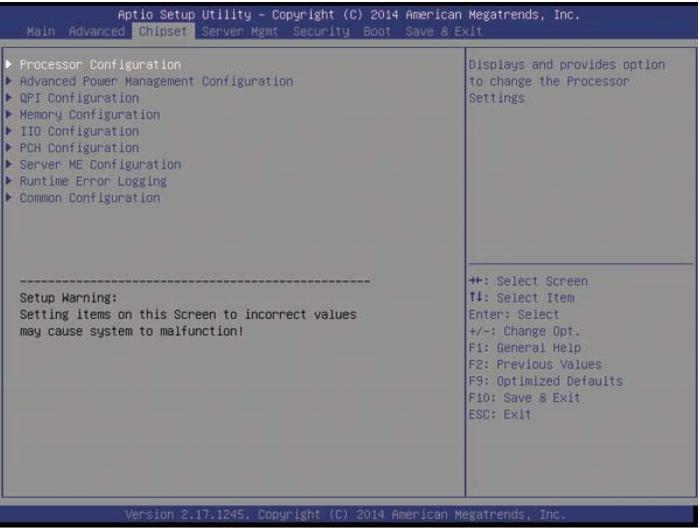 Aptio Setup Utility – Copyright (C) 2014 American Megatrends, Inc.
Main Advanced Chipset Server Mgmt Security Boot Save & Exit
Processor Configuration
Advanced Power Management Configuration
QPI Configuration
Memory Configuration
IIO Configuration
PCH Configuration
Server ME Configuration
Runtime Error Logging
Common Configuration
--------------------------------------------------
Setup Warning:
Setting items on this Screen to incorrect values
may cause system to malfunction!
Displays and provides option
to change the Processor
Settings
→←: Select Screen
↑↓: Select Item
Enter: Select
+/-: Change Opt.
F1: General Help
F2: Previous Values
F9: Optimized Defaults
F10: Save & Exit
ESC: Exit
Version 2.17.1245. Copyright (C) 2014 American Megatrends, Inc.